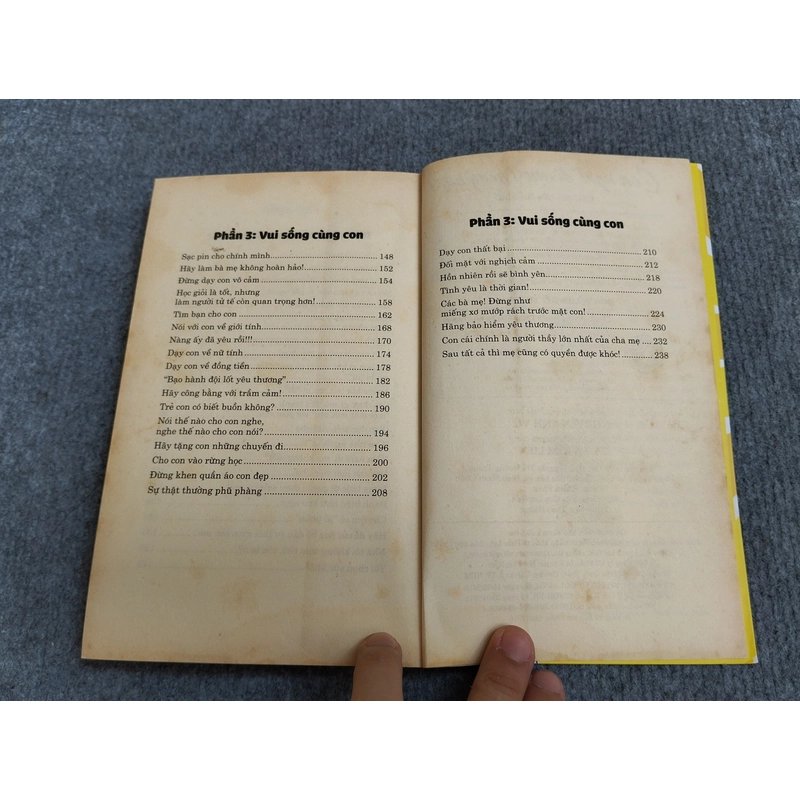 Phần 3: Vui sống cùng con
Sạc pin cho chính mình 148
Hãy làm bà mẹ không hoàn hảo! 152
Đừng dạy con vô cảm 154
Học giỏi là tốt, nhưng
làm người tử tế còn quan trọng hơn! 158
Tìm bạn cho con 162
Nói với con về giới tính 168
Nàng ấy đã yêu rồi!!! 170
Dạy con về nữ tính 174
Dạy con về đồng tiền 178
“Bạo hành đội lốt yêu thương” 182
Hãy công bằng với trầm cảm! 186
Trẻ con có biết buồn không? 190
Nói thế nào cho con nghe,
nghe thế nào cho con nói? 194
Hãy tặng con những chuyến đi 196
Cho con vào rừng học 200
Đừng khen quần áo con đẹp 202
Sự thật thường phũ phàng 208
Phần 3: Vui sống cùng con
Dạy con thất bại 210
Đối mặt với nghịch cảm 212
Hồn nhiên rồi sẽ bình yên 218
Tình yêu là thời gian! 220
Các bà mẹ! Đừng như
miếng xơ mướp rách trước mặt con! 224
Hãng bảo hiểm yêu thương 230
Con cái chính là người thầy lớn nhất của cha mẹ 232
Sau tất cả thì mẹ cũng có quyền được khóc! 238